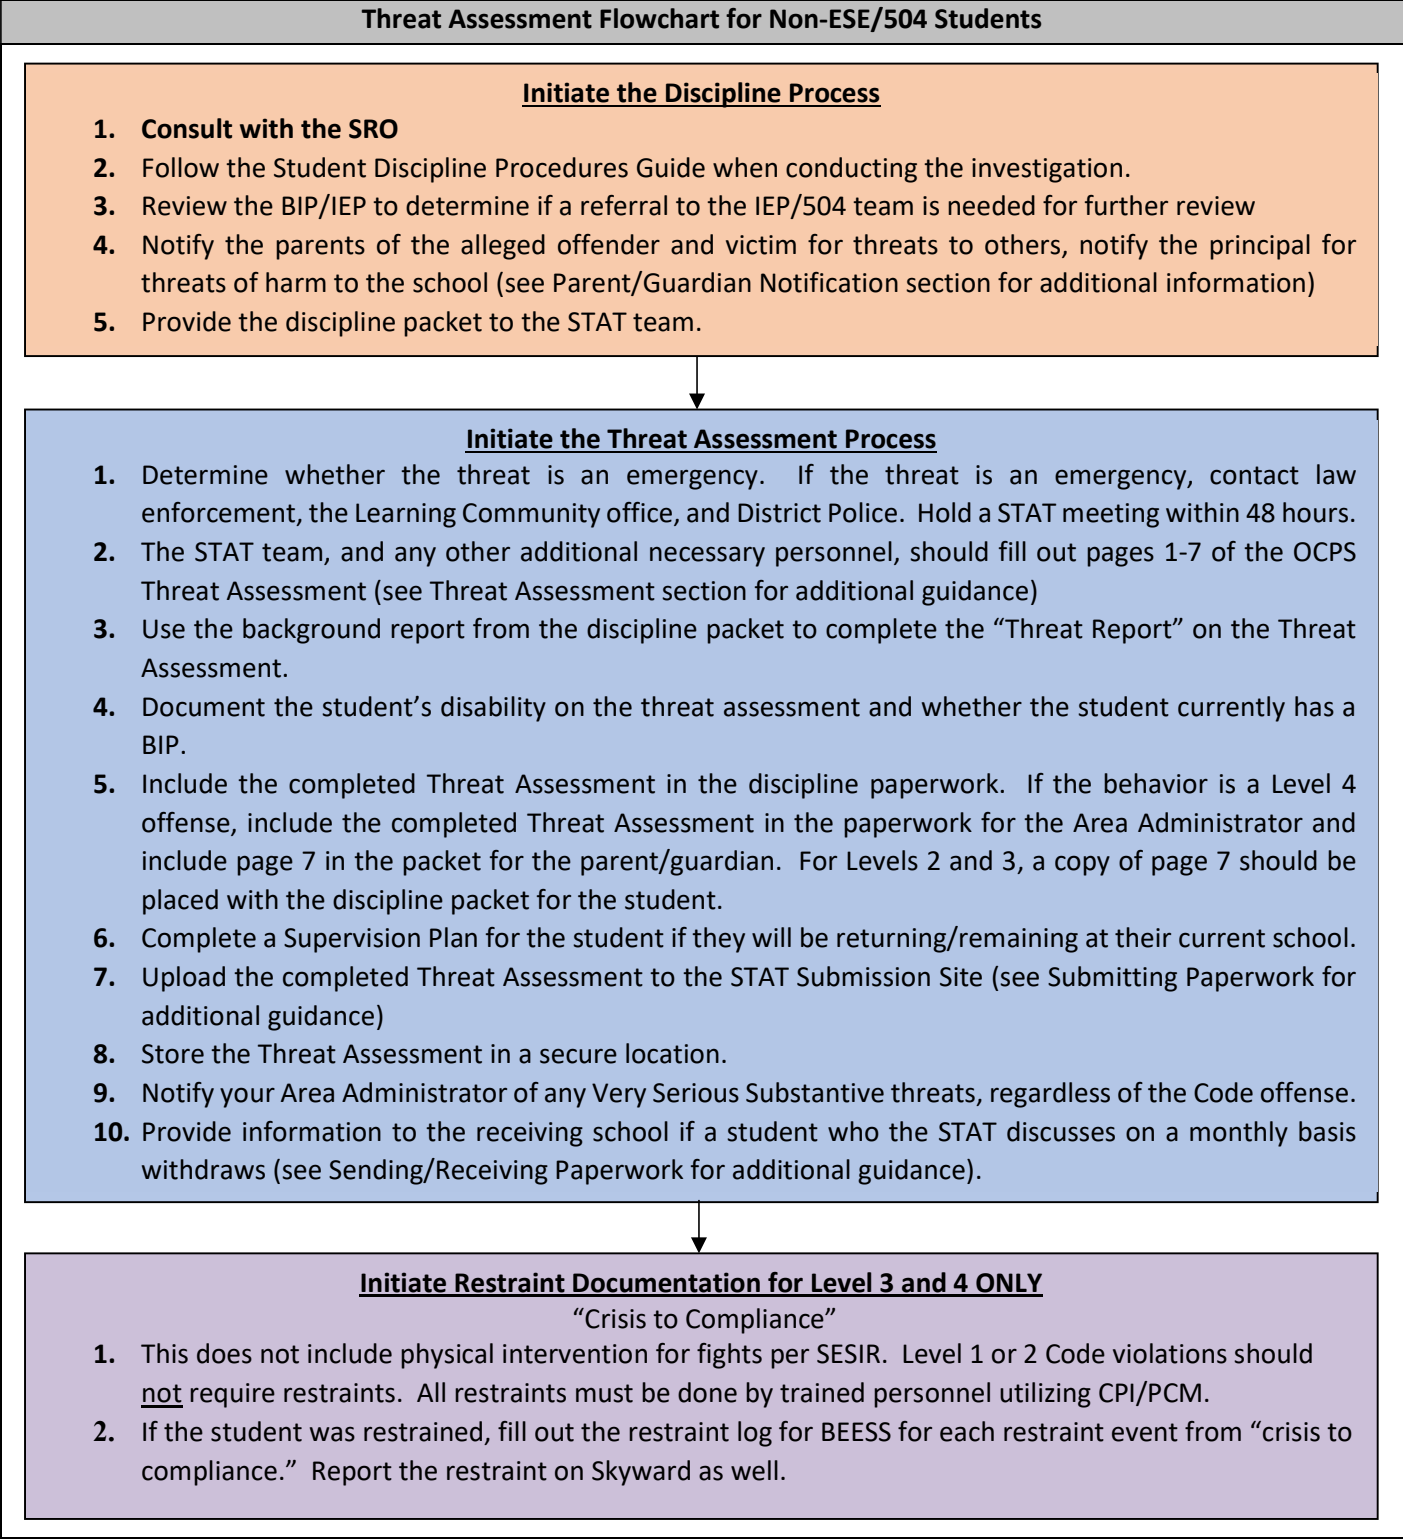 Threat Assessment Flowchart for Non-ESE/504 Students
Initiate the Discipline Process
1. Consult with the SRO
2. Follow the Student Discipline Procedures Guide when conducting the investigation.
3. Review the BIP/IEP to determine if a referral to the IEP/504 team is needed for further review
4. Notify the parents of the alleged offender and victim for threats to others, notify the principal for
threats of harm to the school (see Parent/Guardian Notification section for additional information)
5. Provide the discipline packet to the STAT team.
Initiate the Threat Assessment Process
1. Determine whether the threat is an emergency. If the threat is an emergency, contact law
enforcement, the Learning Community office, and District Police. Hold a STAT meeting within 48 hours.
2. The STAT team, and any other additional necessary personnel, should fill out pages 1-7 of the OCPS
Threat Assessment (see Threat Assessment section for additional guidance)
3. Use the background report from the discipline packet to complete the “Threat Report” on the Threat
Assessment.
4. Document the student’s disability on the threat assessment and whether the student currently has a
BIP.
5. Include the completed Threat Assessment in the discipline paperwork. If the behavior is a Level 4
offense, include the completed Threat Assessment in the paperwork for the Area Administrator and
include page 7 in the packet for the parent/guardian. For Levels 2 and 3, a copy of page 7 should be
placed with the discipline packet for the student.
6. Complete a Supervision Plan for the student if they will be returning/remaining at their current school.
7. Upload the completed Threat Assessment to the STAT Submission Site (see Submitting Paperwork for
additional guidance)
8. Store the Threat Assessment in a secure location.
9. Notify your Area Administrator of any Very Serious Substantive threats, regardless of the Code offense.
10. Provide information to the receiving school if a student who the STAT discusses on a monthly basis
withdraws (see Sending/Receiving Paperwork for additional guidance).
Initiate Restraint Documentation for Level 3 and 4 ONLY
“Crisis to Compliance”
1. This does not include physical intervention for fights per SESIR. Level 1 or 2 Code violations should
not require restraints. All restraints must be done by trained personnel utilizing CPI/PCM.
2. If the student was restrained, fill out the restraint log for BEESS for each restraint event from “crisis to
compliance.” Report the restraint on Skyward as well.